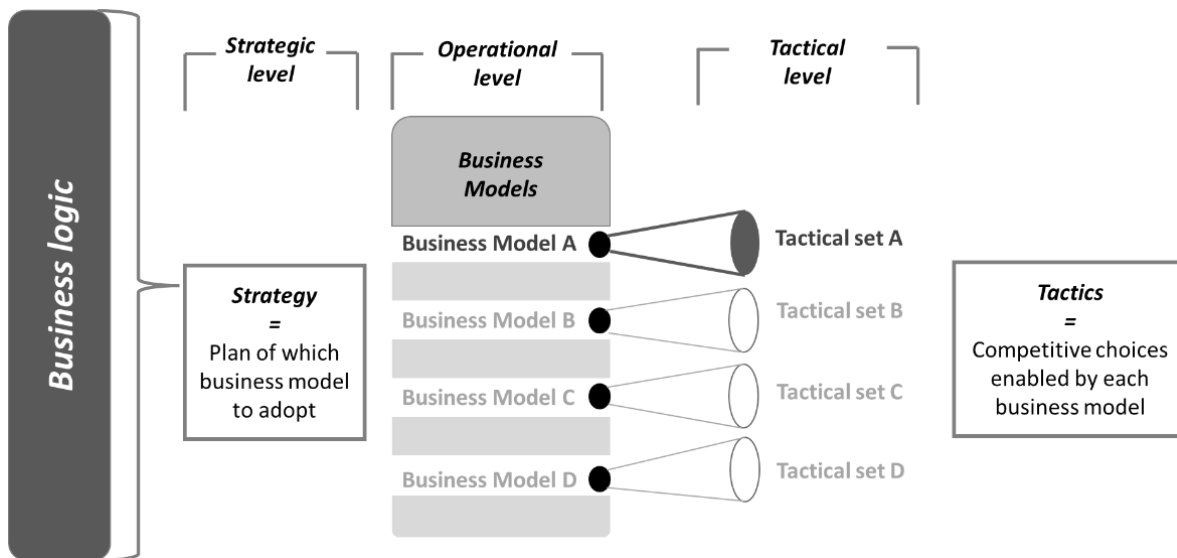 Business logic
Strategic
level
Operational
level
Tactical
level
Business
Models
Business Model A
Tactical set A
Strategy
=
Plan of which
business model
to adopt
Business Model B
Tactical set B
Business Model C
Tactical set C
Business Model D
Tactical set D
Tactics
=
Competitive choices
enabled by each
business model